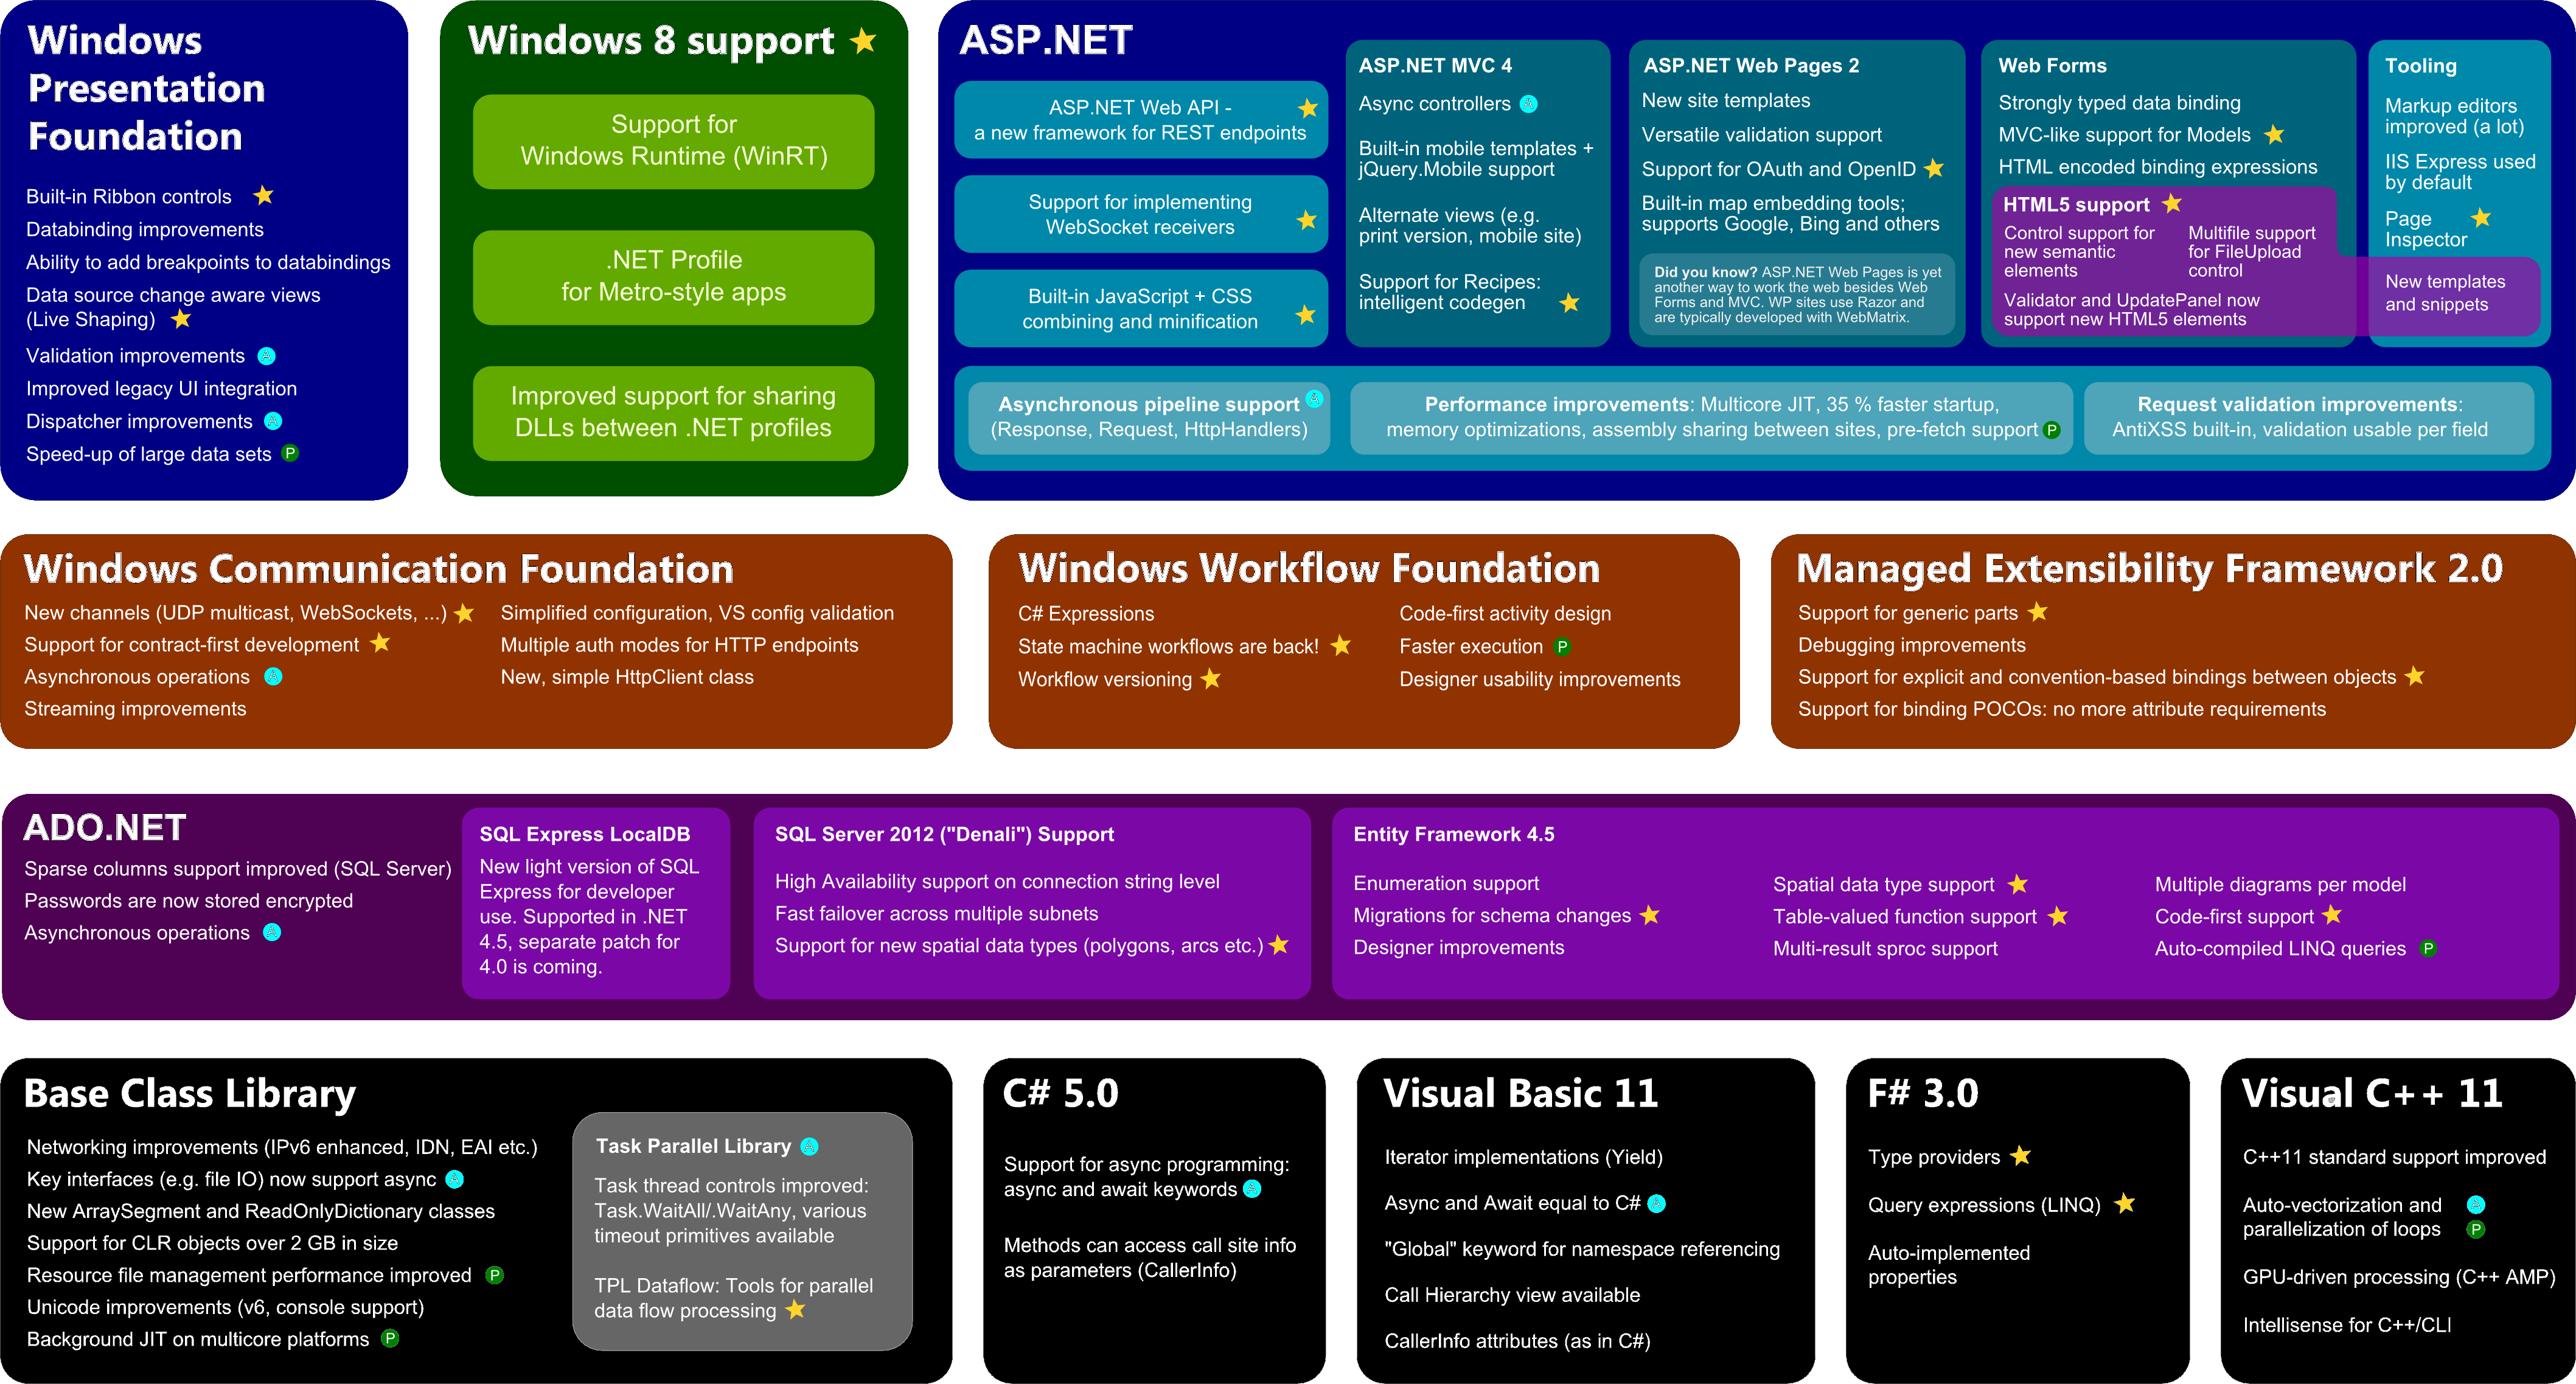 Windows
Presentation
Foundation
Built-in Ribbon controls
Databinding improvements
Ability to add breakpoints to databindings
Data source change aware views
(Live Shaping)
Validation improvements A
Improved legacy UI integration
Dispatcher improvements A
Speed-up of large data sets P
Windows 8 support
Support for
Windows Runtime (WinRT)
.NET Profile
for Metro-style apps
Improved support for sharing
DLLs between .NET profiles
ASP.NET
ASP.NET Web API -
a new framework for REST endpoints
Support for implementing
WebSocket receivers
Built-in JavaScript + CSS
combining and minification
ASP.NET MVC 4
Async controllers A
Built-in mobile templates +
jQuery.Mobile support
Alternate views (e.g.
print version, mobile site)
Support for Recipes:
intelligent codegen
ASP.NET Web Pages 2
New site templates
Versatile validation support
Support for OAuth and OpenID
Built-in map embedding tools;
supports Google, Bing and others
Did you know? ASP.NET Web Pages is yet
another way to work the web besides Web
Forms and MVC. WP sites use Razor and
are typically developed with WebMatrix.
Web Forms
Strongly typed data binding
MVC-like support for Models
HTML encoded binding expressions
HTML5 support
Control support for
new semantic
elements
Multifile support
for FileUpload
control
Validator and UpdatePanel now
support new HTML5 elements
Tooling
Markup editors
improved (a lot)
IIS Express used
by default
Page
Inspector
New templates
and snippets
Asynchronous pipeline support A
(Response, Request, HttpHandlers)
Performance improvements: Multicore JIT, 35 % faster startup,
memory optimizations, assembly sharing between sites, pre-fetch support P
Request validation improvements:
AntiXSS built-in, validation usable per field
Windows Communication Foundation
New channels (UDP multicast, WebSockets, ...)
Support for contract-first development
Asynchronous operations A
Streaming improvements
Simplified configuration, VS config validation
Multiple auth modes for HTTP endpoints
New, simple HttpClient class
Windows Workflow Foundation
C# Expressions
State machine workflows are back!
Workflow versioning
Code-first activity design
Faster execution P
Designer usability improvements
Managed Extensibility Framework 2.0
Support for generic parts
Debugging improvements
Support for explicit and convention-based bindings between objects
Support for binding POCOs: no more attribute requirements
ADO.NET
Sparse columns support improved (SQL Server)
Passwords are now stored encrypted
Asynchronous operations A
SQL Express LocalDB
New light version of SQL
Express for developer
use. Supported in .NET
4.5, separate patch for
4.0 is coming.
SQL Server 2012 ("Denali") Support
High Availability support on connection string level
Fast failover across multiple subnets
Support for new spatial data types (polygons, arcs etc.)
Entity Framework 4.5
Enumeration support
Migrations for schema changes
Designer improvements
Spatial data type support
Table-valued function support
Multi-result sproc support
Multiple diagrams per model
Code-first support
Auto-compiled LINQ queries P
Base Class Library
Networking improvements (IPv6 enhanced, IDN, EAI etc.)
Key interfaces (e.g. file IO) now support async A
New ArraySegment and ReadOnlyDictionary classes
Support for CLR objects over 2 GB in size
Resource file management performance improved P
Unicode improvements (v6, console support)
Background JIT on multicore platforms P
Task Parallel Library A
Task thread controls improved:
Task.WaitAll/.WaitAny, various
timeout primitives available
TPL Dataflow: Tools for parallel
data flow processing
C# 5.0
Support for async programming:
async and await keywords A
Methods can access call site info
as parameters (CallerInfo)
Visual Basic 11
Iterator implementations (Yield)
Async and Await equal to C# A
"Global" keyword for namespace referencing
Call Hierarchy view available
CallerInfo attributes (as in C#)
F# 3.0
Type providers
Query expressions (LINQ)
Auto-implemented
properties
Visual C++ 11
C++11 standard support improved
Auto-vectorization and A
parallelization of loops P
GPU-driven processing (C++ AMP)
Intellisense for C++/CLI